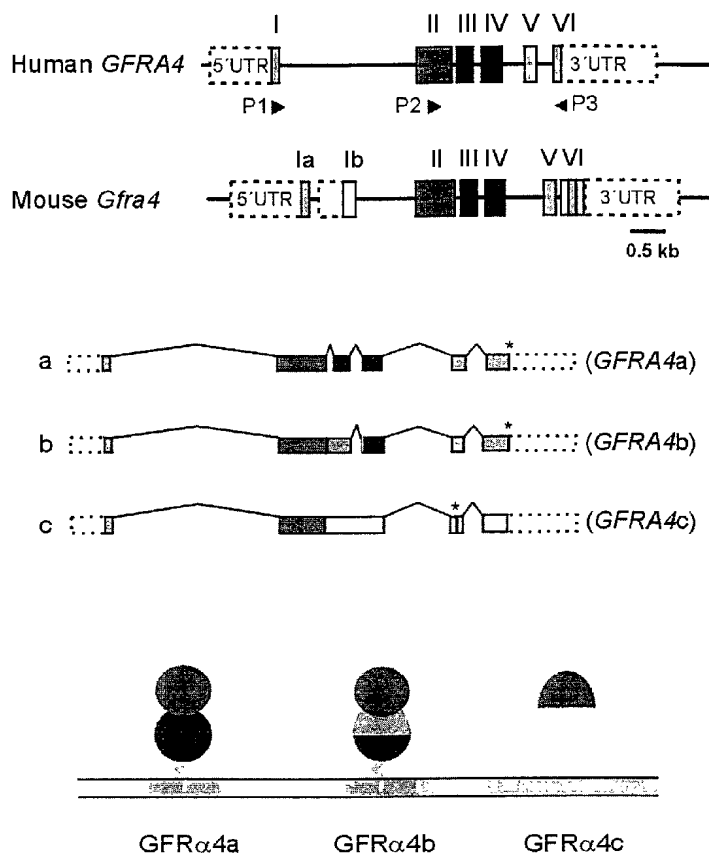 I II III IV V VI
Human GFRA4 5´UTR 3´UTR
P1 P2 P3
Ia Ib II III IV V VI
Mouse Gfra4 5´UTR 3´UTR
0.5 kb
a * (GFRA4a)
b * (GFRA4b)
c * (GFRA4c)
GFRα4a GFRα4b GFRα4c